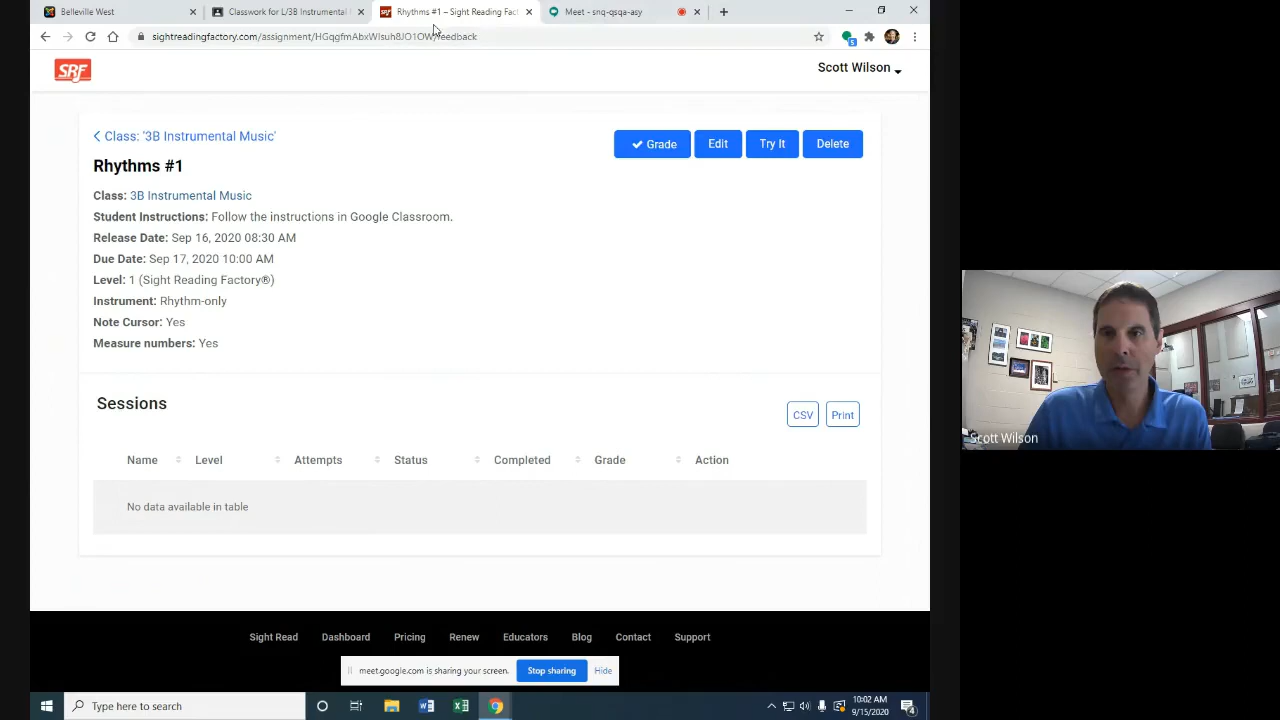 Belleville West
Classwork for L/3B Instrumental
Rhythms #1 – Sight Reading Fact
Meet - snq-qsqa-asy
sightreadingfactory.com/assignment/HGqgfmAbxWIsuh8JO1OW/feedback
5
SRF
Scott Wilson
Class: '3B Instrumental Music'
Grade
Edit
Try It
Delete
Rhythms #1
Class: 3B Instrumental Music
Student Instructions: Follow the instructions in Google Classroom.
Release Date: Sep 16, 2020 08:30 AM
Due Date: Sep 17, 2020 10:00 AM
Level: 1 (Sight Reading Factory®)
Instrument: Rhythm-only
Note Cursor: Yes
Measure numbers: Yes
Sessions
CSV
Print
Name Level Attempts Status Completed Grade Action
No data available in table
Scott Wilson
Sight Read Dashboard Pricing Renew Educators Blog Contact Support
meet.google.com is sharing your screen.
Stop sharing
Hide
Type here to search
10:02 AM
9/15/2020
4